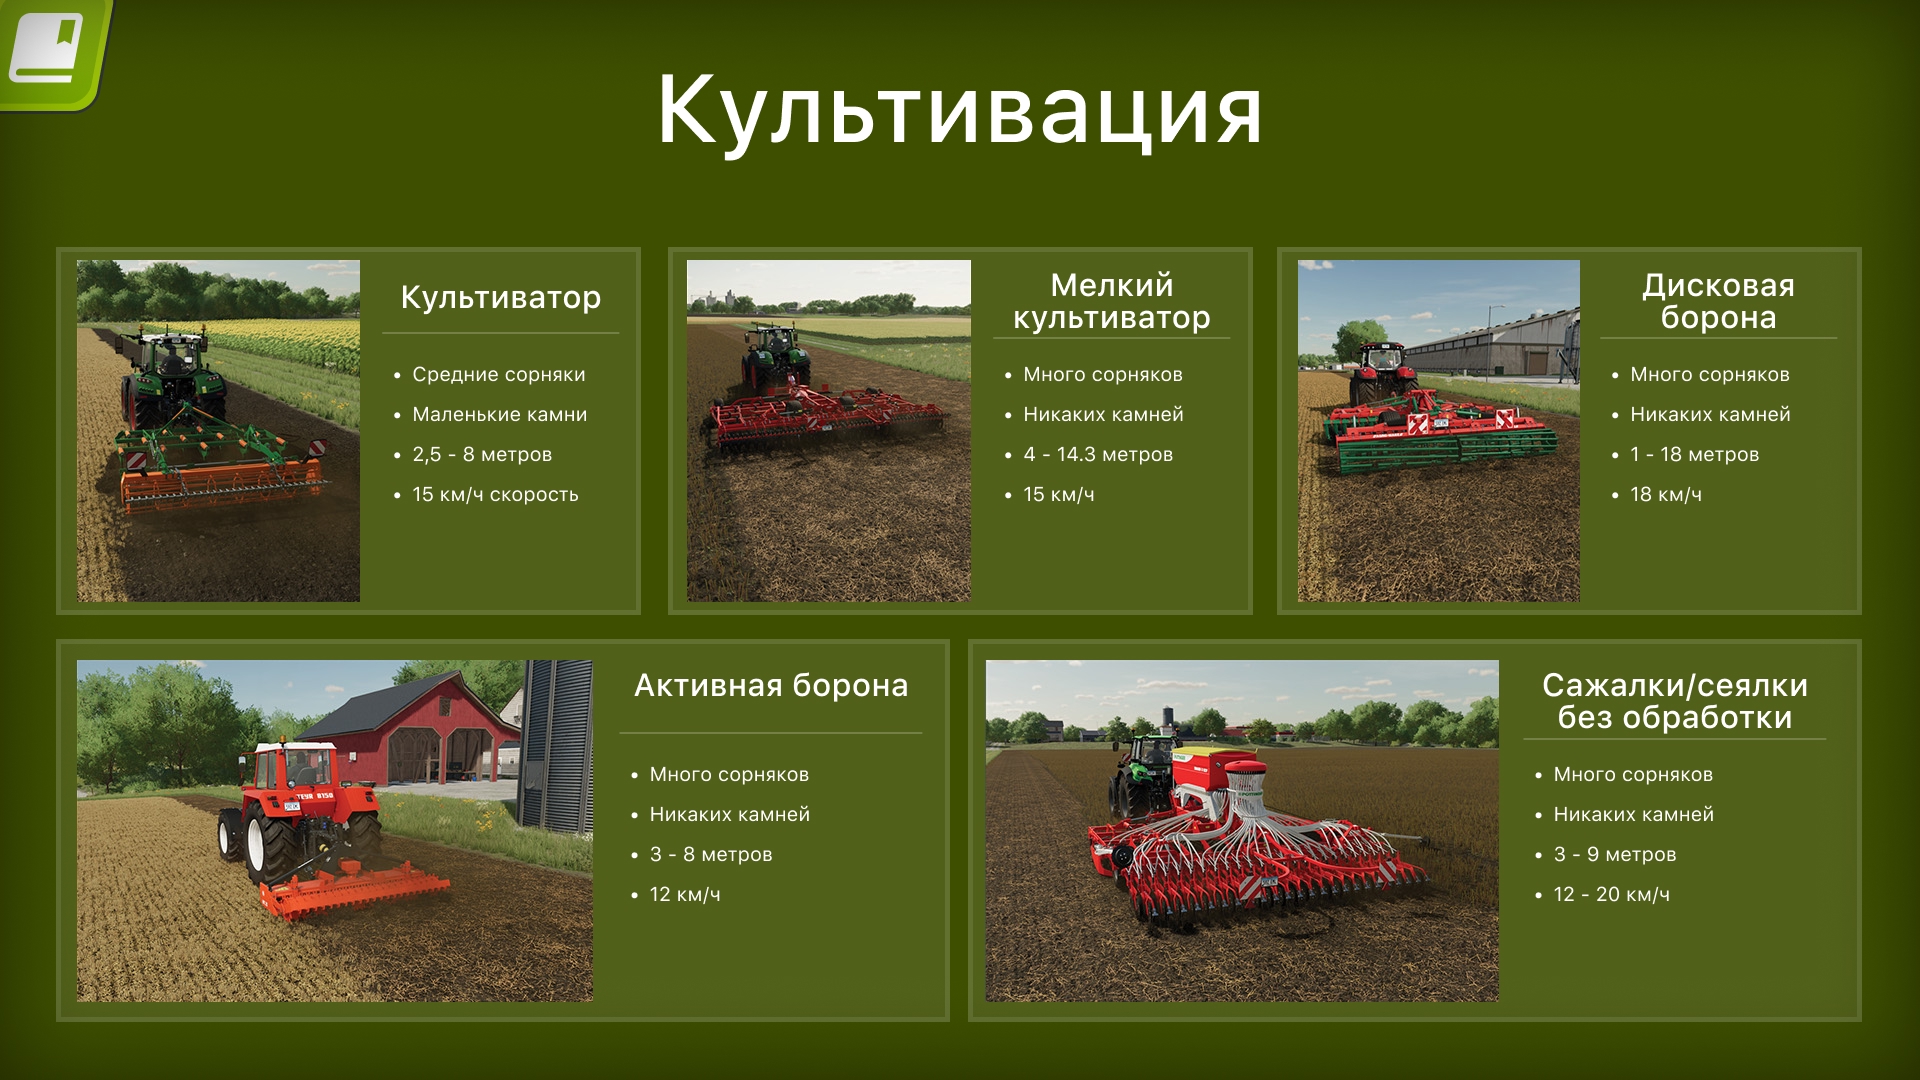 Культивация
Культиватор
• Средние сорняки
• Маленькие камни
• 2,5 - 8 метров
• 15 км/ч скорость
Мелкий
культиватор
• Много сорняков
• Никаких камней
• 4 - 14.3 метров
• 15 км/ч
Дисковая
борона
• Много сорняков
• Никаких камней
• 1 - 18 метров
• 18 км/ч
Активная борона
• Много сорняков
• Никаких камней
• 3 - 8 метров
• 12 км/ч
STEYR 8150
Сажалки/сеялки
без обработки
• Много сорняков
• Никаких камней
• 3 - 9 метров
• 12 - 20 км/ч